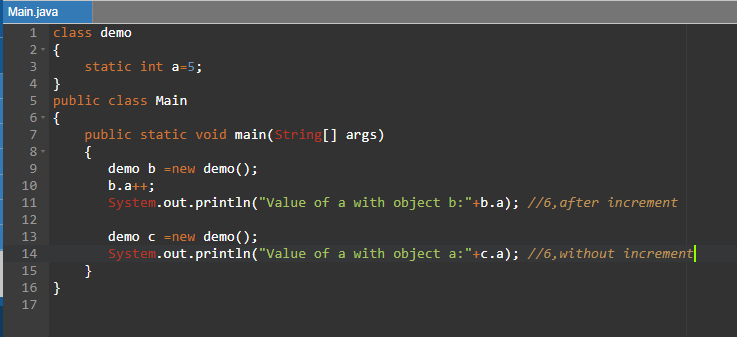 Main.java
1 class demo
2 {
3 static int a=5;
4 }
5 public class Main
6 {
7 public static void main(String[] args)
8 {
9 demo b =new demo();
10 b.a++;
11 System.out.println("Value of a with object b:"+b.a); //6,after increment
12
13 demo c =new demo();
14 System.out.println("Value of a with object a:"+c.a); //6,without increment
15 }
16 }
17